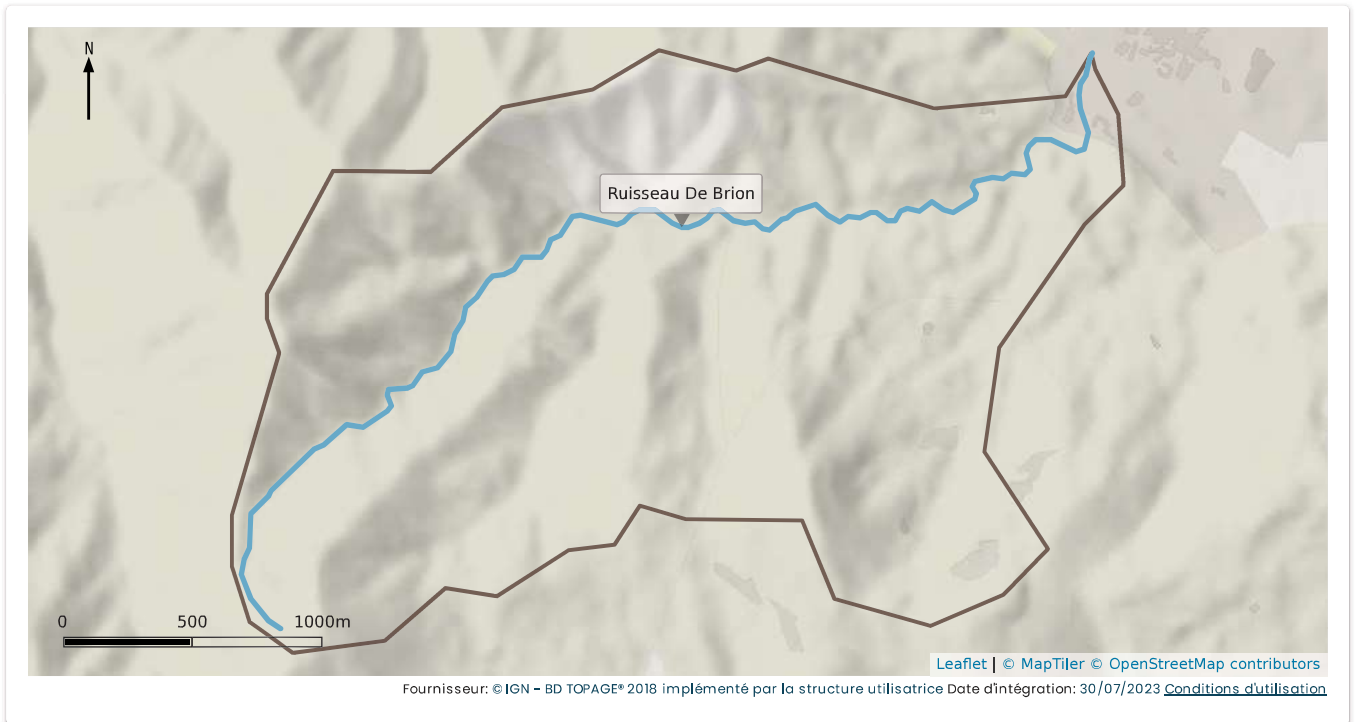 N
Ruisseau De Brion
0 500 1000m
Leaflet | © MapTiler © OpenStreetMap contributors
Fournisseur: © IGN – BD TOPAGE® 2018 implémenté par la structure utilisatrice Date d'intégration: 30/07/2023 Conditions d'utilisation